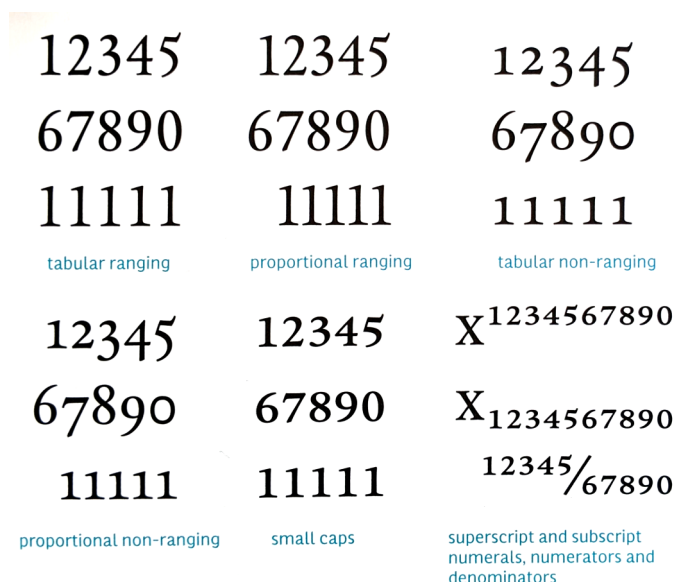 12345
67890
11111
tabular ranging
12345
67890
11111
proportional ranging
12345
67890
11111
tabular non-ranging
12345
67890
11111
proportional non-ranging
12345
67890
11111
small caps
X1234567890
X1234567890
12345/67890
superscript and subscript
numerals, numerators and
denominators